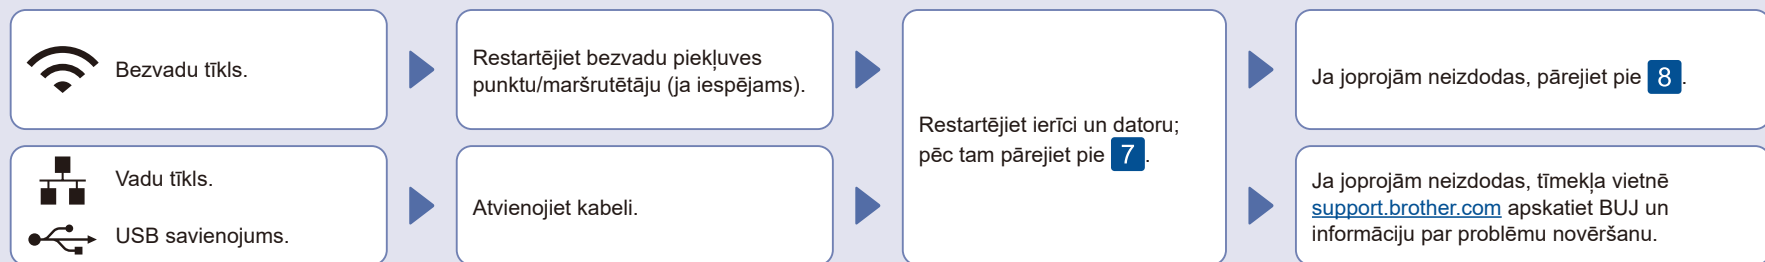 Bezvadu tīkls.
Restartējiet bezvadu piekļuves
punktu/maršrutētāju (ja iespējams).
Restartējiet ierīci un datoru;
pēc tam pārejiet pie 7.
Ja joprojām neizdodas, pārejiet pie 8.
Vadu tīkls.
USB savienojums.
Atvienojiet kabeli.
Ja joprojām neizdodas, tīmekļa vietnē
support.brother.com apskatiet BUJ un
informāciju par problēmu novēršanu.